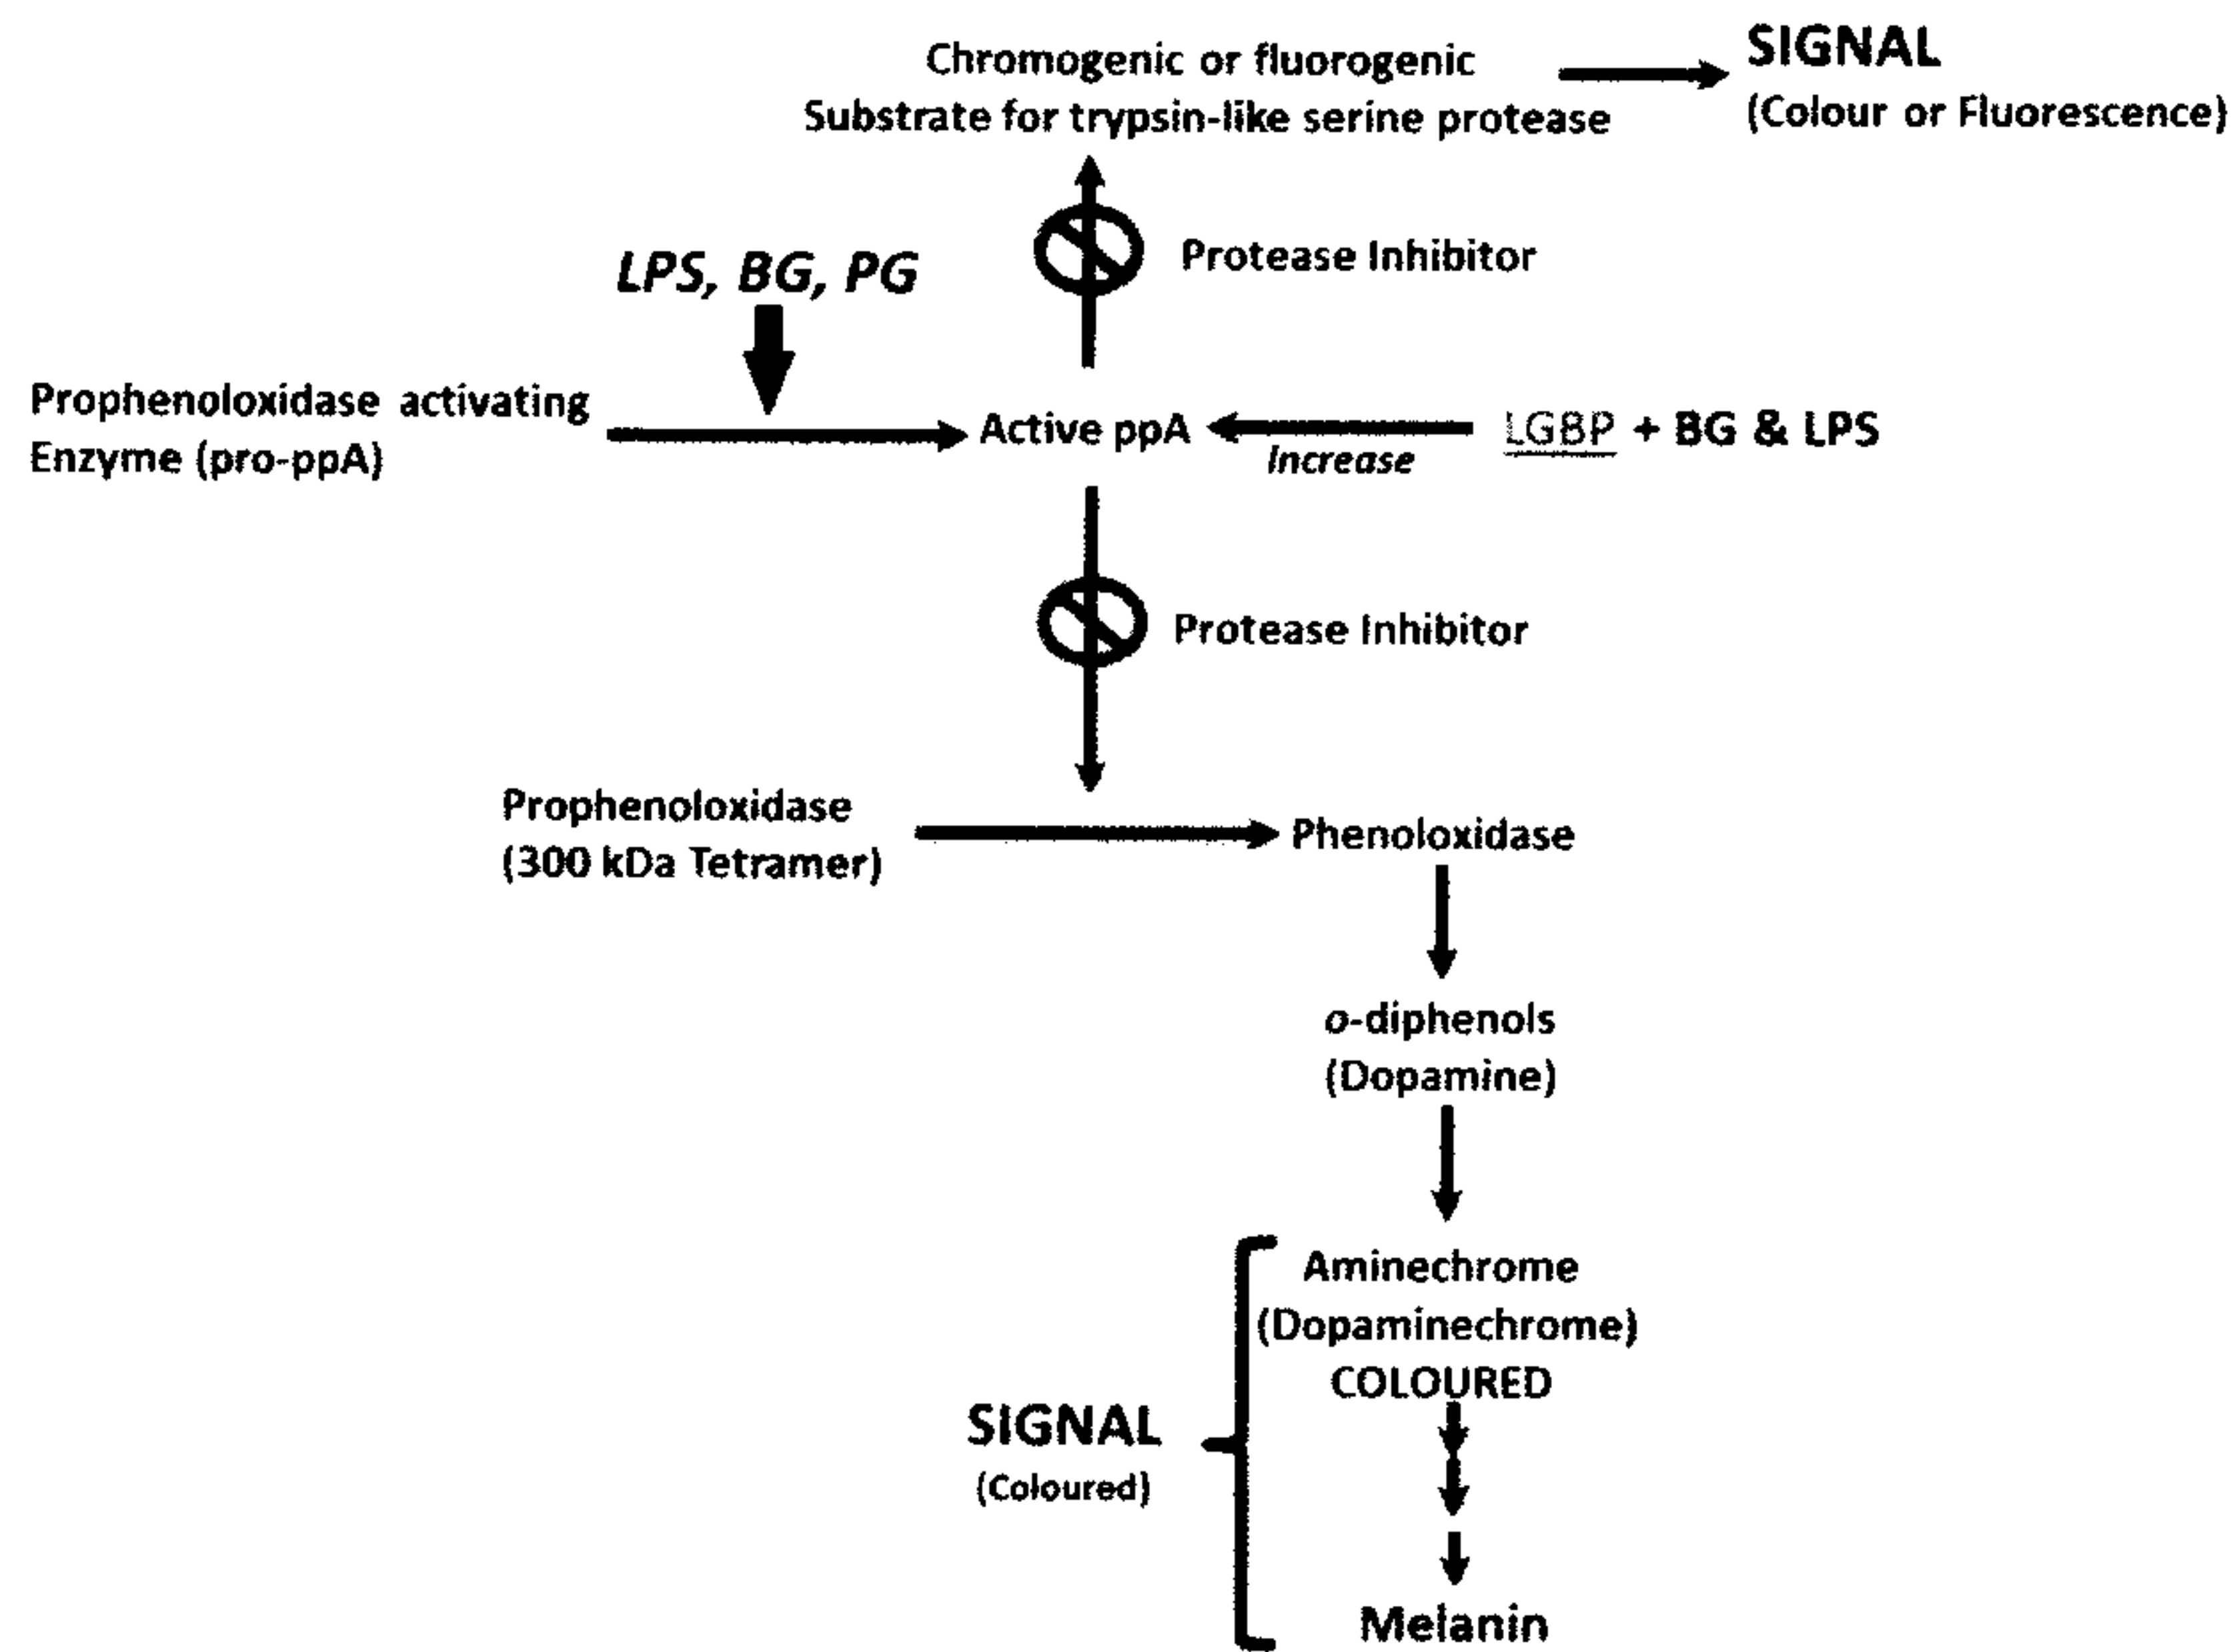 Chromogenic or fluorogenic
Substrate for trypsin-like serine protease
SIGNAL
(Colour or Fluorescence)
Protease Inhibitor
LPS, BG, PG
Prophenoloxidase activating
Enzyme (pro-ppA)
Active ppA
Increase
LGBP + BG & LPS
Protease Inhibitor
Prophenoloxidase
(300 kDa Tetramer)
Phenoloxidase
o-diphenols
(Dopamine)
Aminechrome
(Dopaminechrome)
COLOURED
SIGNAL
(Coloured)
Melanin